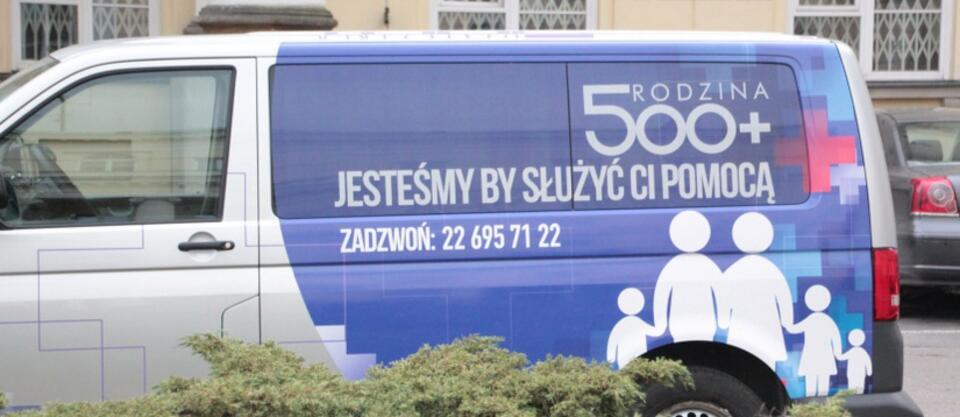 RODZINA
500+
JESTEŚMY BY SŁUŻYĆ CI POMOCĄ
ZADZWOŃ: 22 695 71 22